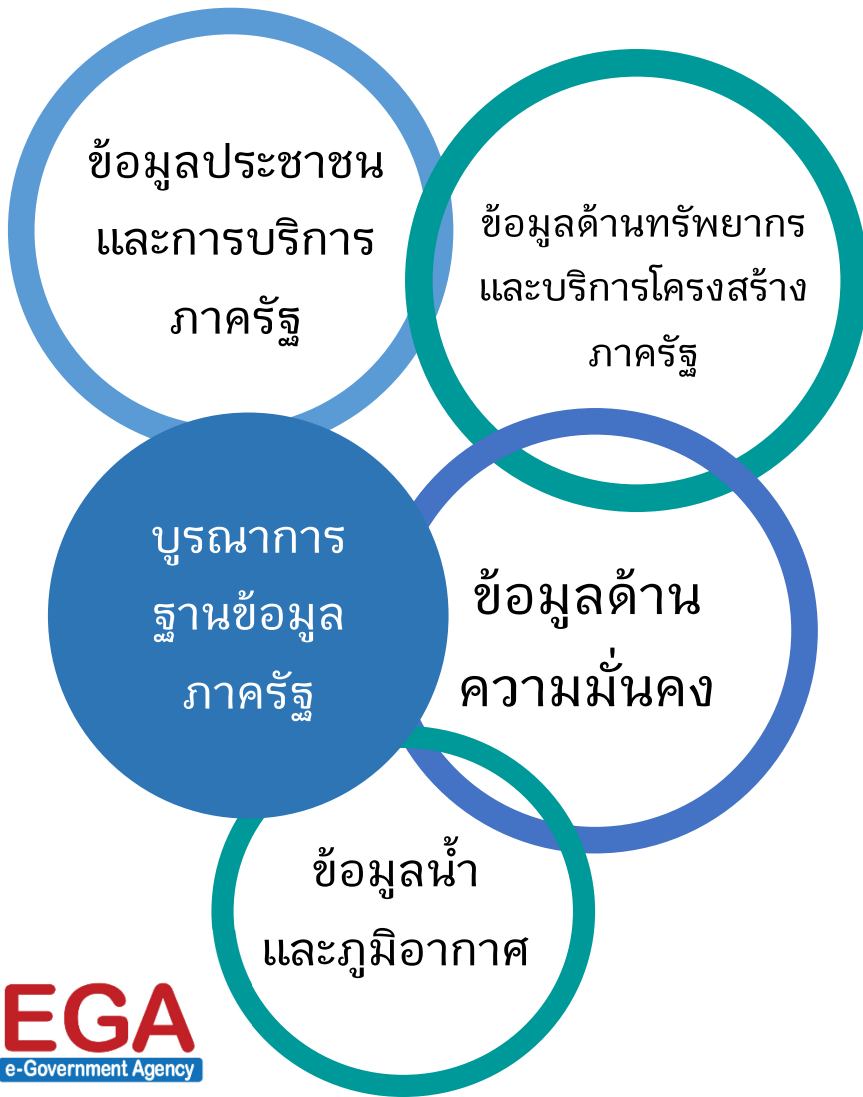 ข้อมูลประชาชน
และการบริการ
ภาครัฐ
ข้อมูลด้านทรัพยากร
และบริการโครงสร้าง
ภาครัฐ
บูรณาการ
ฐานข้อมูล
ภาครัฐ
ข้อมูลด้าน
ความมั่นคง
ข้อมูลน้ำ
และภูมิอากาศ
EGA
e-Government Agency